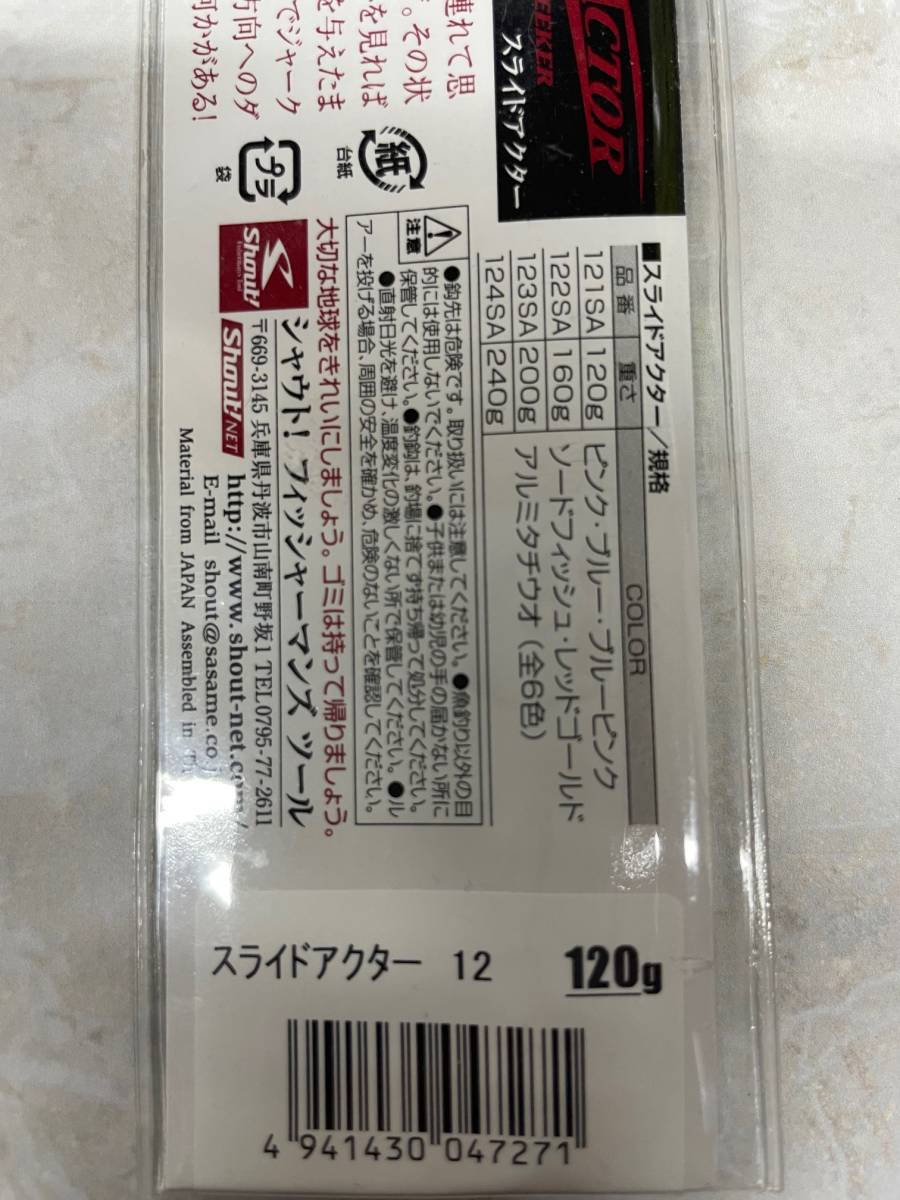 連れて思
。その状
を見れば
を与えたま
でジャーク
方向へのダ
何かがある!
CTOR
EEKER
スライドアクター
紙
台紙
プラ
袋
■スライドアクター/規格
品番 重さ COLOR
121SA 120g ピンク・ブルー・ブルーピンク
122SA 160g ソードフィッシュ・レッドゴールド
123SA 200g アルミタチウオ(全6色)
124SA 240g
注意
●鈎先は危険です。取り扱いには注意してください。●魚釣り以外の目
的には使用しないでください。●子供または幼児の手の届かない所に
保管してください。●釣鈎は、釣場に捨てず持ち帰って処分してください。
●直射日光を避け、温度変化の激しくない所で保管してください。●ル
アーを投げる場合、周囲の安全を確かめ、危険のないことを確認してください。
大切な地球をきれいにしましょう。ゴミは持って帰りましょう。
Shout!
シャウト! フィッシャーマンズ ツール
〒669-3145 兵庫県丹波市山南町野坂1 TEL.0795-77-2611
Shout!NET
http://www.shout-net.com/
E-mail shout@sasame.co.j
Material from JAPAN Assembled in
スライドアクター 12 120g
4 941430 047271